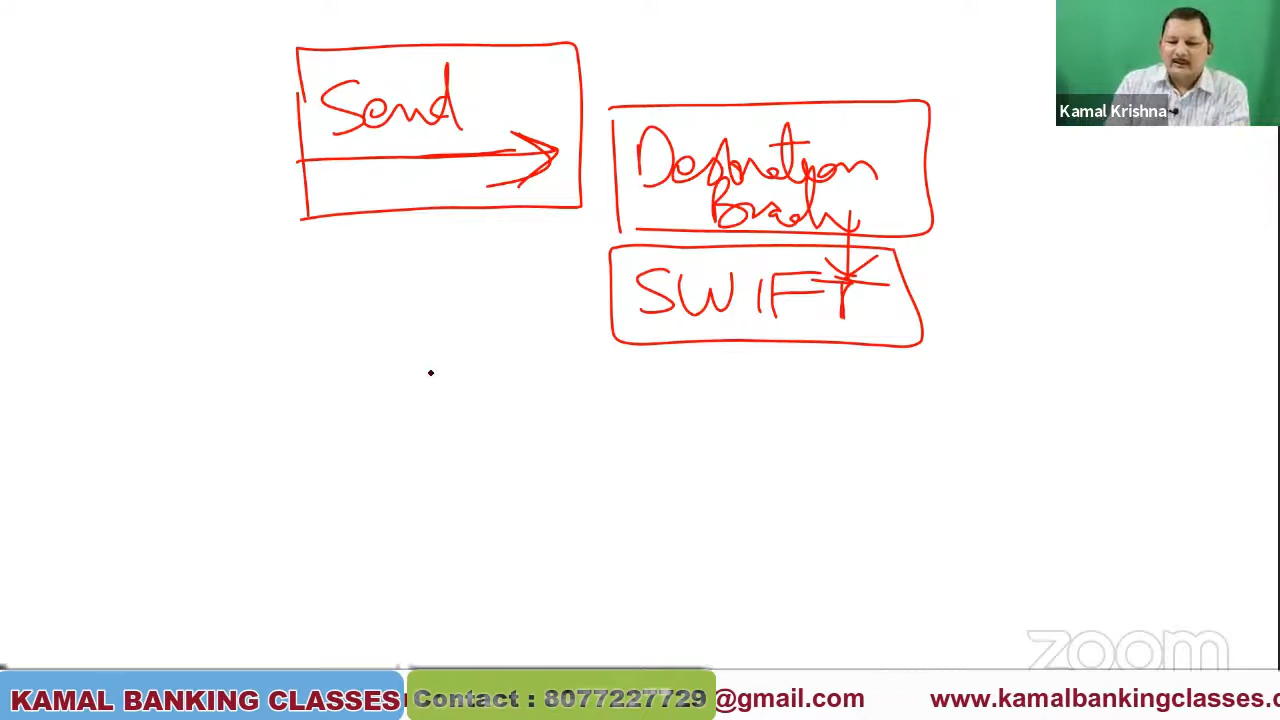 Send
Destination
Branch
SWIFT
Kamal Krishna
zoom
KAMAL BANKING CLASSES
Contact : 8077227729
@gmail.com
www.kamalbankingclasses.c